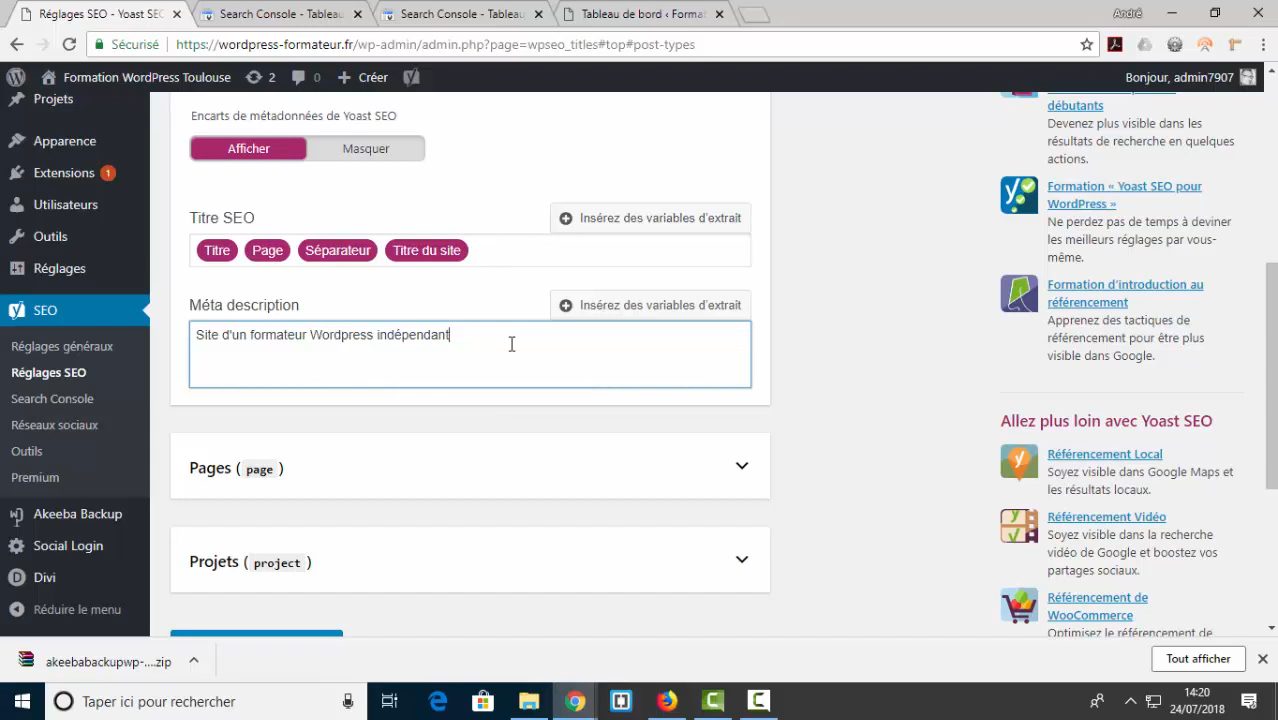 Réglages SEO - Yoast SE
Search Console - Tableau
Search Console - Tableau
Tableau de bord ‹ Format
André
Sécurisé
https://wordpress-formateur.fr/wp-admin/admin.php?page=wpseo_titles#top#post-types
Formation WordPress Toulouse
2
0
Créer
Bonjour, admin7907
Projets
Apparence
Extensions 1
Utilisateurs
Outils
Réglages
SEO
Réglages généraux
Réglages SEO
Search Console
Réseaux sociaux
Outils
Premium
Akeeba Backup
Social Login
Divi
Réduire le menu
Encarts de métadonnées de Yoast SEO
Afficher
Masquer
Titre SEO
Insérez des variables d'extrait
Titre
Page
Séparateur
Titre du site
Méta description
Insérez des variables d'extrait
Site d'un formateur Wordpress indépendant
Pages ( page )
Projets ( project )
débutants
Devenez plus visible dans les
résultats de recherche en quelques
actions.
Formation « Yoast SEO pour
WordPress »
Ne perdez pas de temps à deviner
les meilleurs réglages par vous-
même.
Formation d'introduction au
référencement
Apprenez des tactiques de
référencement pour être plus
visible dans Google.
Allez plus loin avec Yoast SEO
Référencement Local
Soyez visible dans Google Maps et
les résultats locaux.
Référencement Vidéo
Soyez visible dans la recherche
vidéo de Google et boostez vos
partages sociaux.
Référencement de
WooCommerce
Optimisez le référencement de
akeebabackupwp-....zip
Tout afficher
Taper ici pour rechercher
14:20
24/07/2018